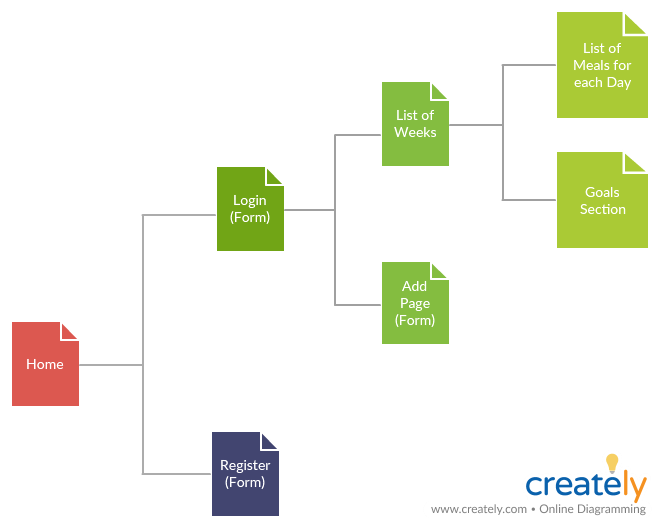 Home
Login
(Form)
Register
(Form)
List of
Weeks
Add
Page
(Form)
List of
Meals for
each Day
Goals
Section
creately
www.creately.com • Online Diagramming